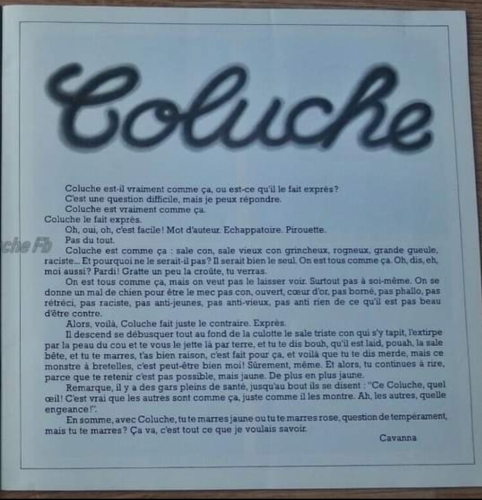 Coluche
Coluche est-il vraiment comme ça, ou est-ce qu'il le fait exprès?
C'est une question difficile, mais je peux répondre.
Coluche est vraiment comme ça.
Coluche le fait exprès.
Oh, oui, oh, c'est facile! Mot d'auteur. Echappatoire. Pirouette.
Pas du tout.
Coluche est comme ça : sale con, sale vieux con grincheux, rogneux, grande gueule,
raciste... Et pourquoi ne le serait-il pas? Il serait bien le seul. On est tous comme ça. Oh, dis, eh,
moi aussi? Pardi! Gratte un peu la croûte, tu verras.
On est tous comme ça, mais on veut pas le laisser voir. Surtout pas à soi-même. On se
donne un mal de chien pour être le mec pas con, ouvert, cœur d'or, pas borné, pas phallo, pas
rétréci, pas raciste, pas anti-jeunes, pas anti-vieux, pas anti rien de ce qu'il est pas beau
d'être contre.
Alors, voilà, Coluche fait juste le contraire. Exprès.
Il descend se débusquer tout au fond de la culotte le sale triste con qui s'y tapit, l'extirpe
par la peau du cou et te vous le jette là par terre, et tu te dis bouh, qu'il est laid, pouah, la sale
bête, et tu te marres, t'as bien raison, c'est fait pour ça, et voilà que tu te dis merde, mais ce
monstre à bretelles, c'est peut-être bien moi! Sûrement, même. Et alors, tu continues à rire,
parce que te retenir c'est pas possible, mais jaune. De plus en plus jaune.
Remarque, il y a des gars pleins de santé, jusqu'au bout ils se disent : "Ce Coluche, quel
œil! C'est vrai que les autres sont comme ça, juste comme il les montre. Ah, les autres, quelle
engeance!".
En somme, avec Coluche, tu te marres jaune ou tu te marres rose, question de tempérament,
mais tu te marres? Ça va, c'est tout ce que je voulais savoir.
Cavanna
che Fb